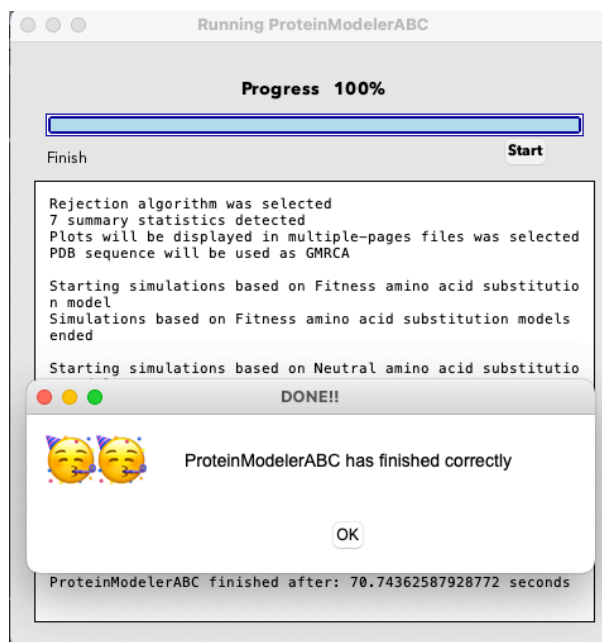 Running ProteinModelerABC
Progress 100%
Finish
Start
Rejection algorithm was selected
7 summary statistics detected
Plots will be displayed in multiple-pages files was selected
PDB sequence will be used as GMRCA
Starting simulations based on Fitness amino acid substitutio
n model
Simulations based on Fitness amino acid substitution models
ended
Starting simulations based on Neutral amino acid substitutio
DONE!!
ProteinModelerABC has finished correctly
OK
ProteinModelerABC finished after: 70.74362587928772 seconds